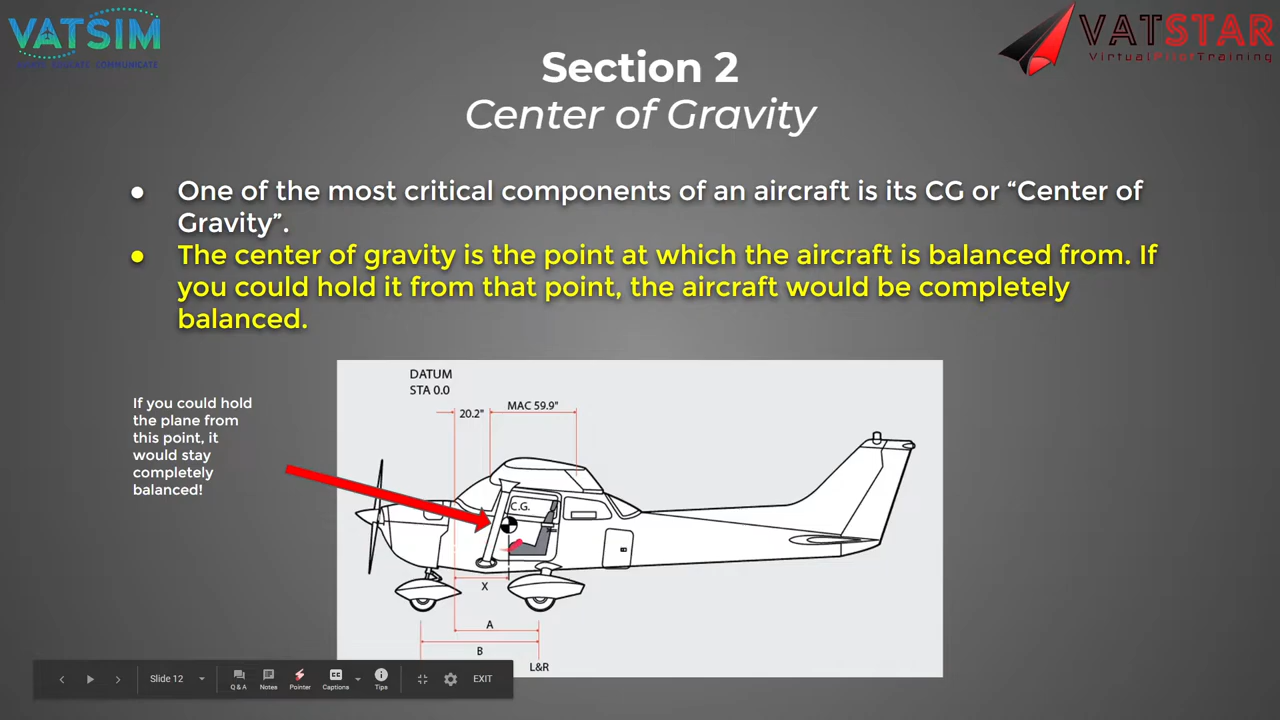 VATSIM
VATSTAR
VirtualPilotTraining
Section 2
Center of Gravity
● One of the most critical components of an aircraft is its CG or “Center of
Gravity”.
● The center of gravity is the point at which the aircraft is balanced from. If
you could hold it from that point, the aircraft would be completely
balanced.
If you could hold
the plane from
this point, it
would stay
completely
balanced!
DATUM
STA 0.0
20.2"
MAC 59.9"
C.G.
X
A
B
L&R
Slide 12
Q & A
Notes
Pointer
CC
Captions
Tips
EXIT